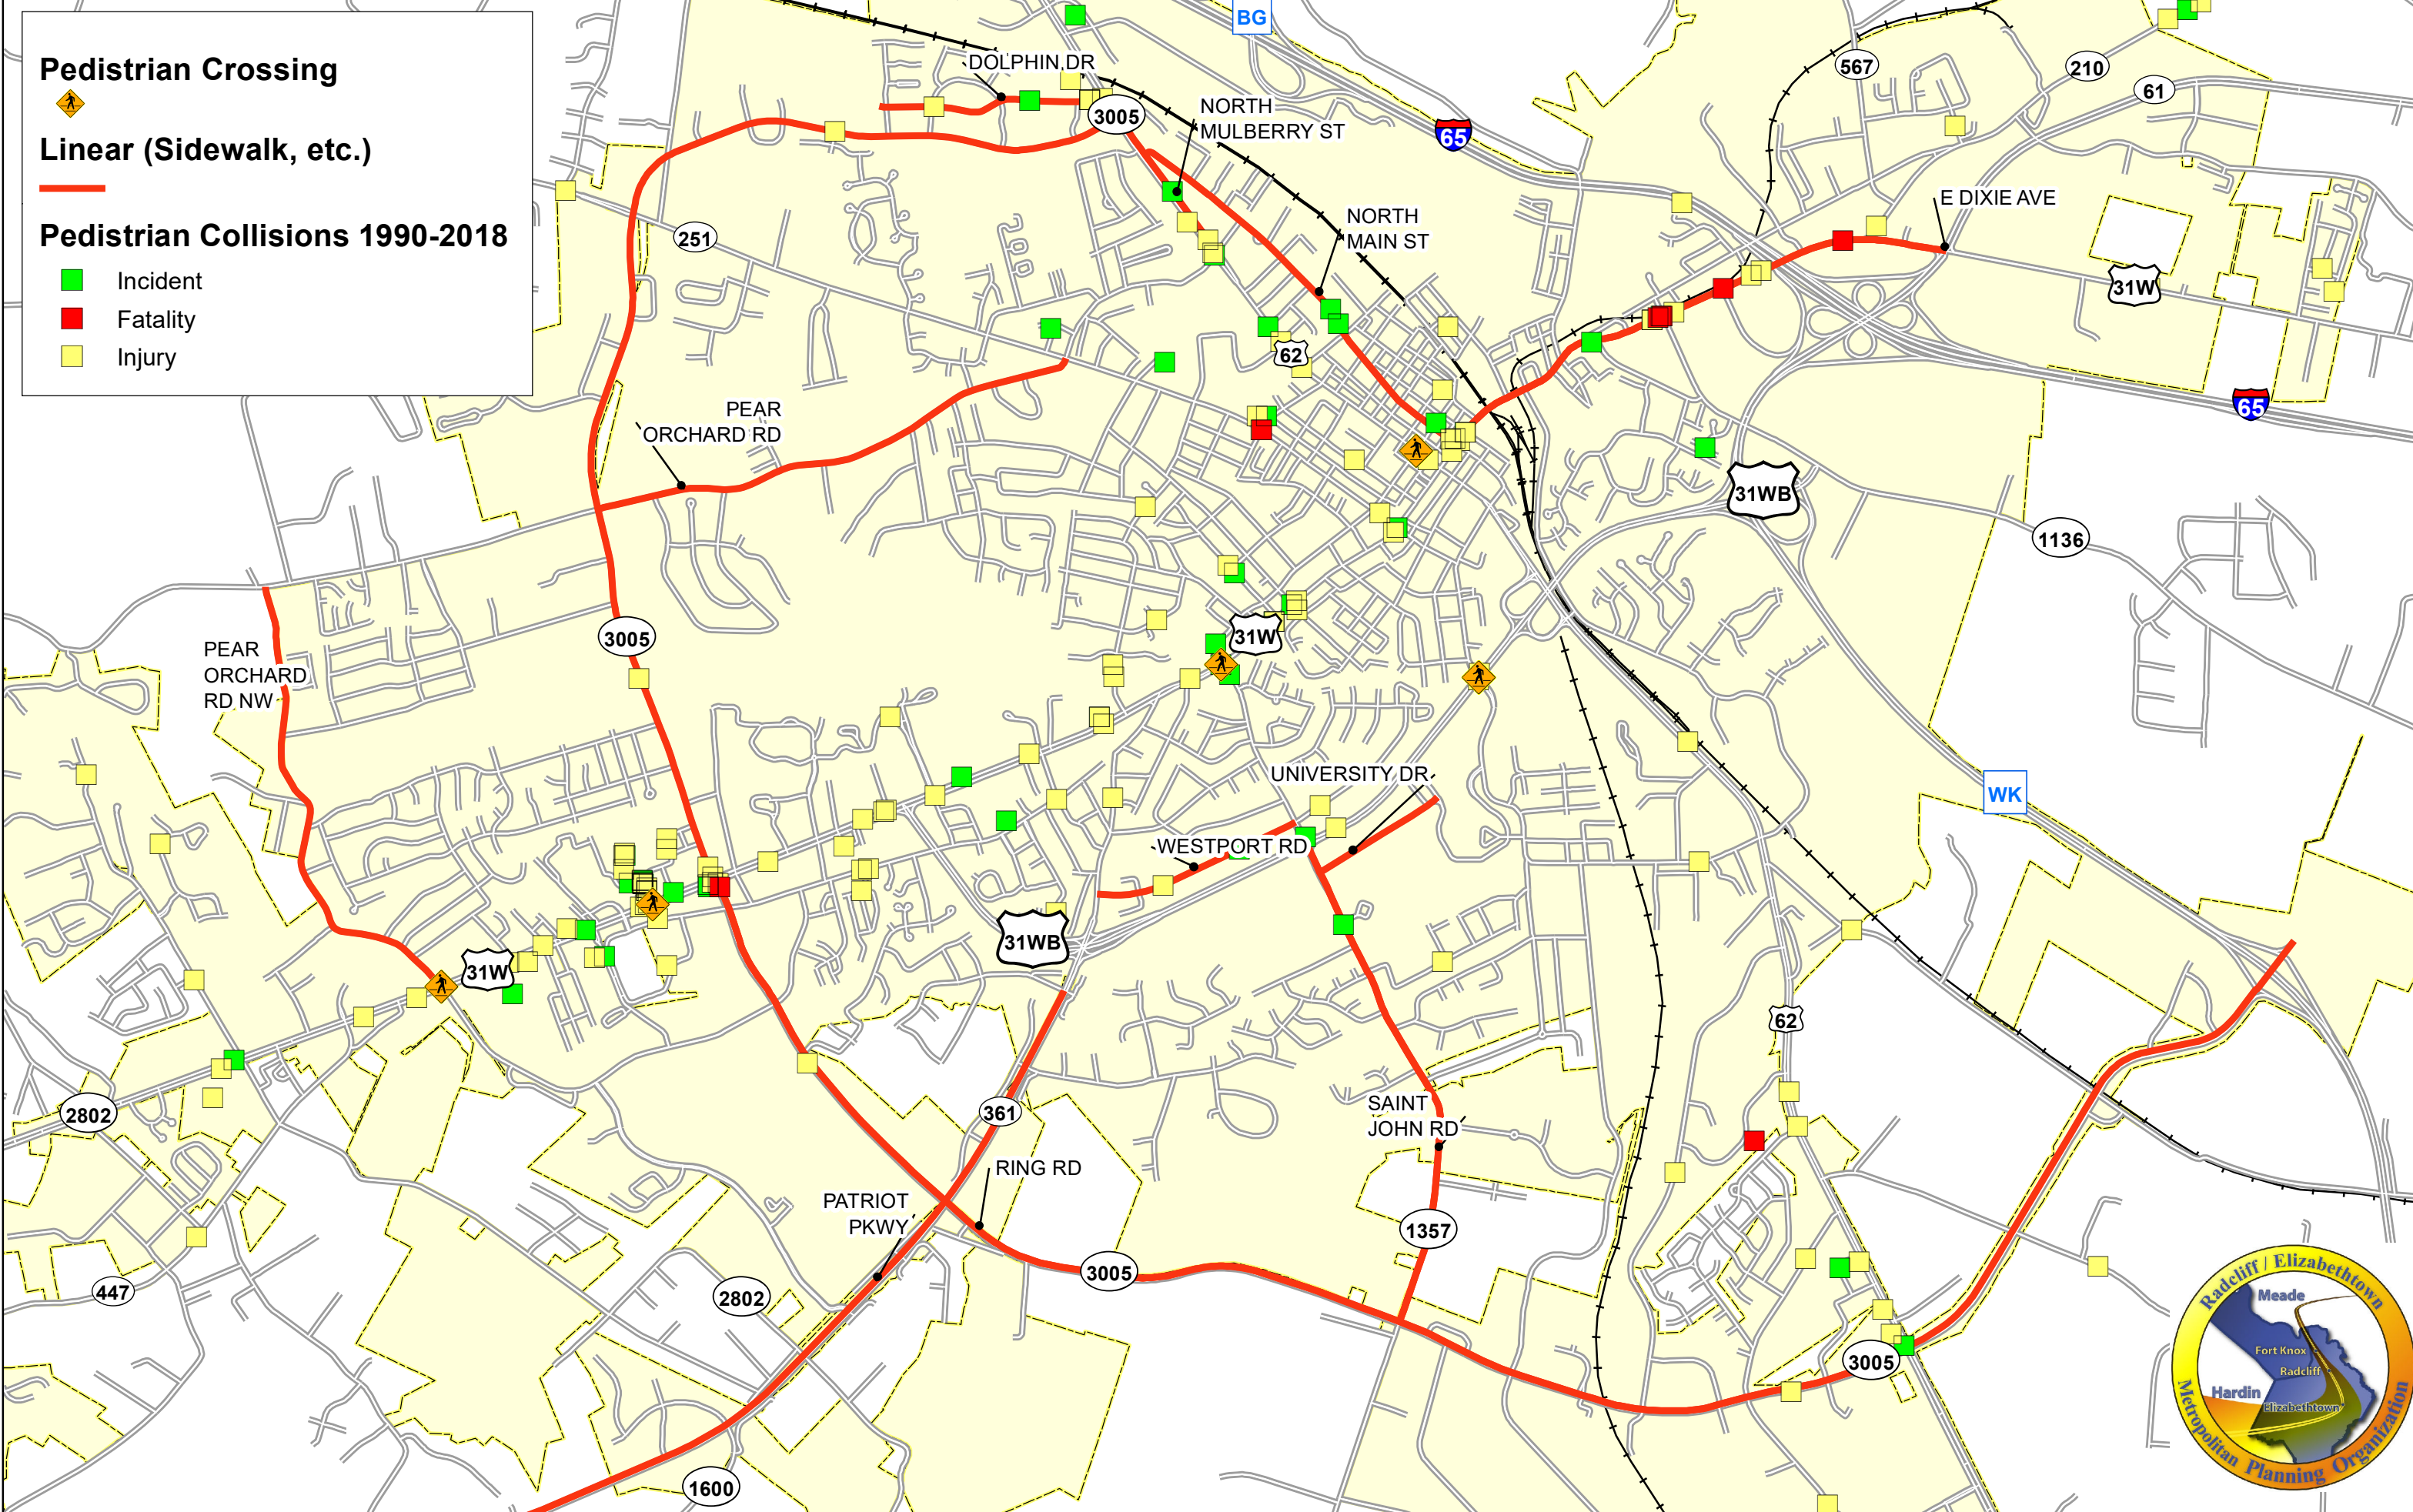 Pedistrian Crossing
Linear (Sidewalk, etc.)
Pedistrian Collisions 1990-2018
Incident
Fatality
Injury
BG
DOLPHIN DR
3005
NORTH
MULBERRY ST
65
567
210
61
251
NORTH
MAIN ST
E DIXIE AVE
31W
62
65
PEAR
ORCHARD RD
31WB
1136
3005
31W
PEAR
ORCHARD
RD NW
UNIVERSITY DR
WK
WESTPORT RD
31WB
31W
62
2802
361
SAINT
JOHN RD
RING RD
PATRIOT
PKWY
1357
3005
447
2802
3005
1600
Radcliff / Elizabethtown
Meade
Fort Knox
Radcliff
Hardin
Elizabethtown
Metropolitan Planning Organization